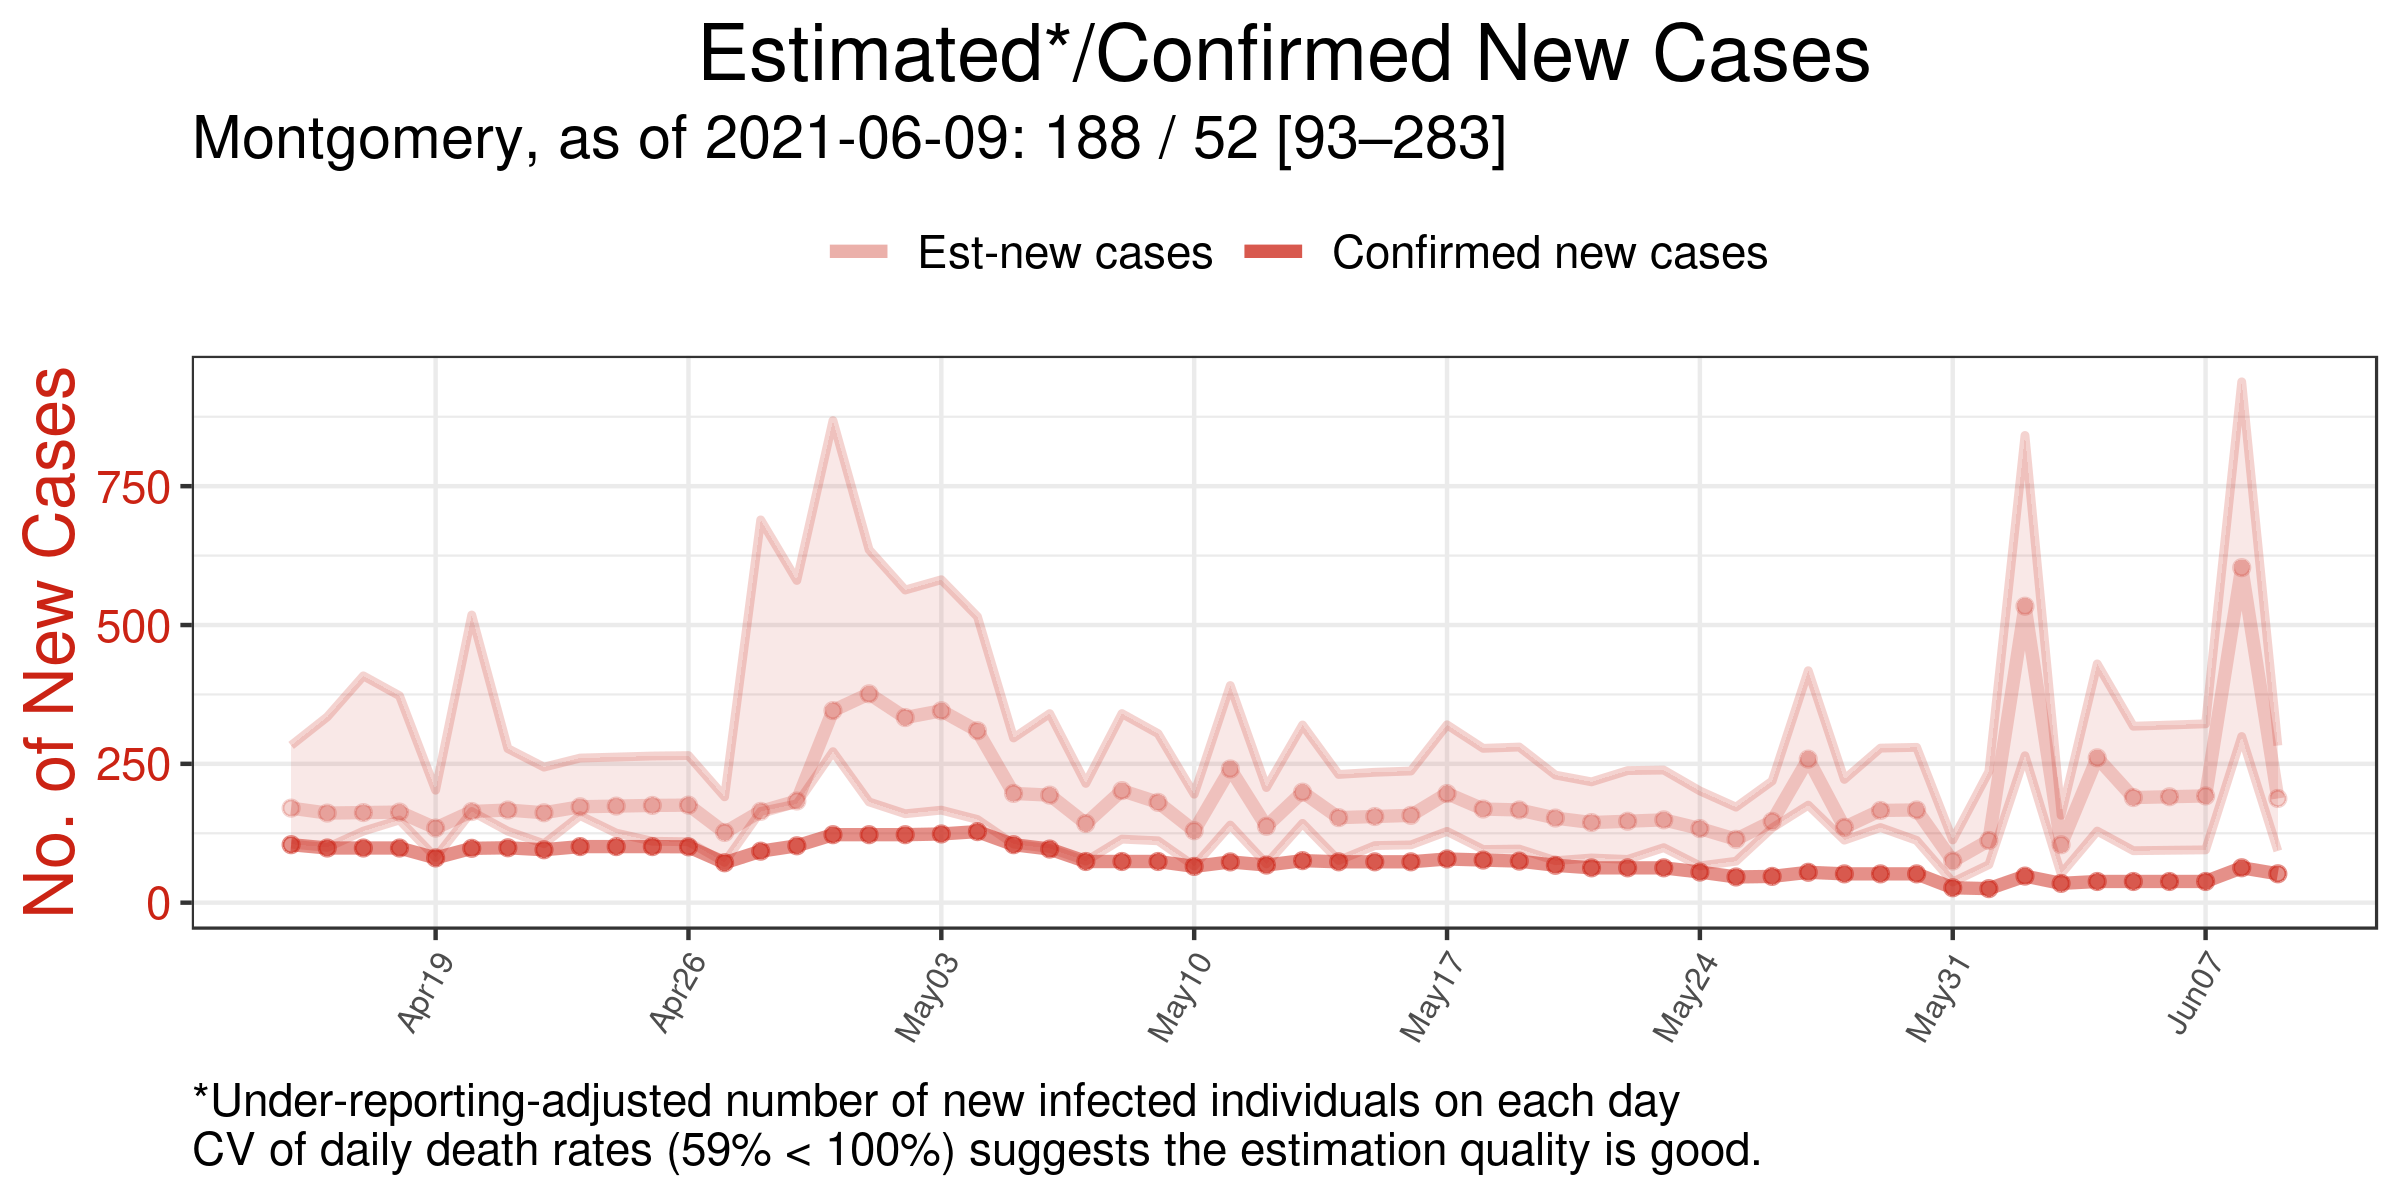 Estimated*/Confirmed New Cases
Montgomery, as of 2021-06-09: 188 / 52 [93–283]
Est-new cases Confirmed new cases
No. of New Cases
750
500
250
0
Apr19 Apr26 May03 May10 May17 May24 May31 Jun07
*Under-reporting-adjusted number of new infected individuals on each day
CV of daily death rates (59% < 100%) suggests the estimation quality is good.